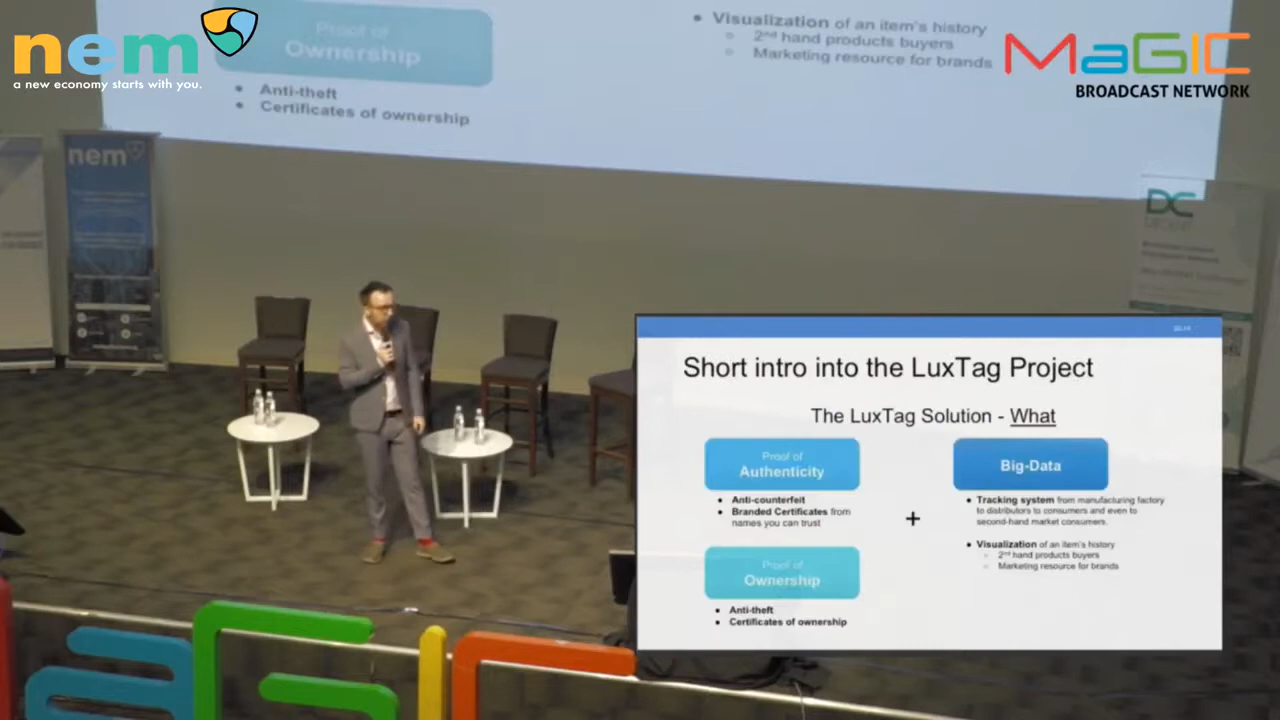 nem
a new economy starts with you.
Proof of
Ownership
Anti-theft
Certificates of ownership
Visualization of an item's history
2nd hand products buyers
Marketing resource for brands
MaGIC
BROADCAST NETWORK
nem
DC
Short intro into the LuxTag Project
The LuxTag Solution - What
Proof of
Authenticity
Anti-counterfeit
Branded Certificates from
names you can trust
Proof of
Ownership
Anti-theft
Certificates of ownership
+
Big-Data
Tracking system from manufacturing factory
to distributors to consumers and even to
second-hand market consumers.
Visualization of an item's history
2nd hand products buyers
Marketing resource for brands